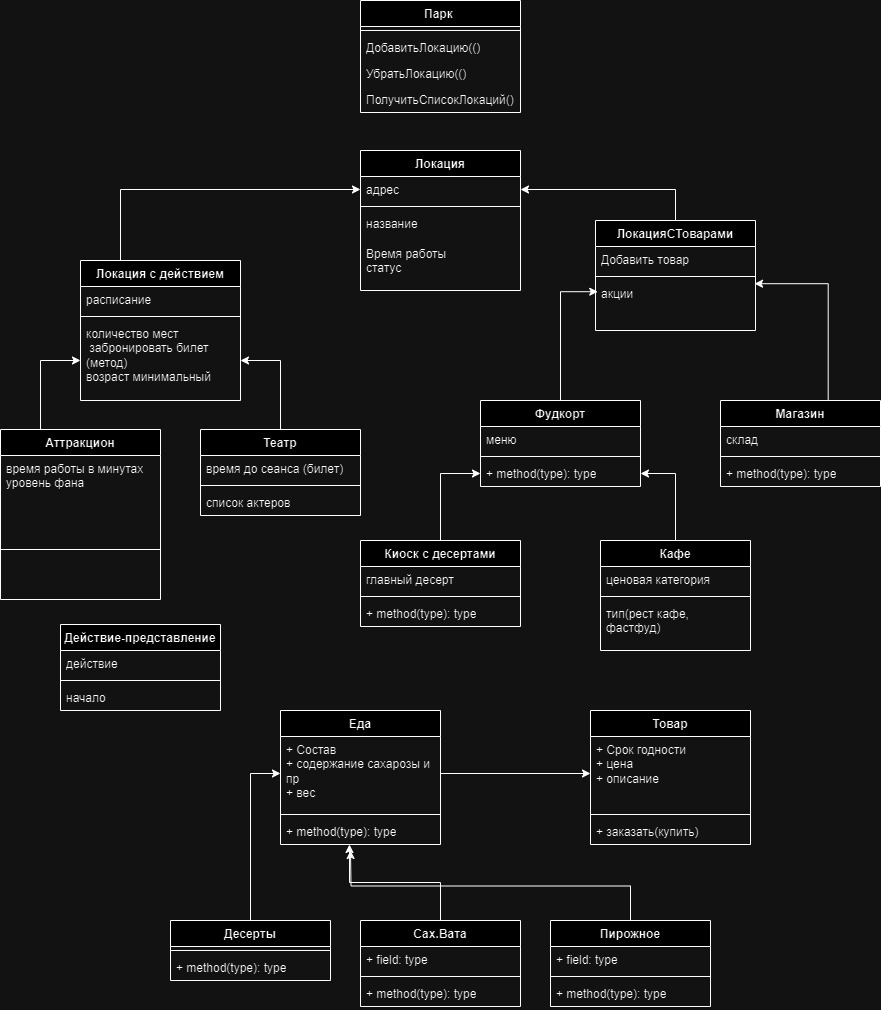 Парк
ДобавитьЛокацию(()
УбратьЛокацию(()
ПолучитьСписокЛокаций()
Локация
адрес
название
Время работы
статус
ЛокацияСТоварами
Добавить товар
акции
Локация с действием
расписание
количество мест
забронировать билет
(метод)
возраст минимальный
Фудкорт
меню
+ method(type): type
Магазин
склад
+ method(type): type
Аттракцион
время работы в минутах
уровень фана
Театр
время до сеанса (билет)
список актеров
Киоск с десертами
главный десерт
+ method(type): type
Кафе
ценовая категория
тип(рест кафе,
фастфуд)
Действие-представление
действие
начало
Еда
+ Состав
+ содержание сахарозы и
пр
+ вес
+ method(type): type
Товар
+ Срок годности
+ цена
+ описание
+ заказать(купить)
Десерты
+ method(type): type
Сах.Вата
+ field: type
+ method(type): type
Пирожное
+ field: type
+ method(type): type